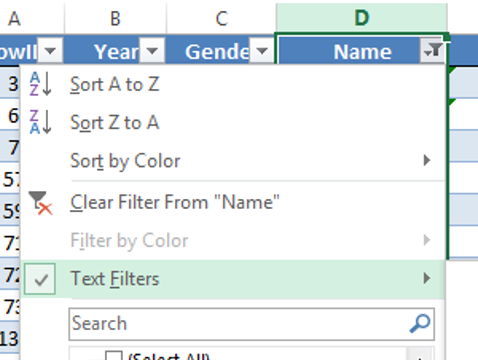 A B C D
owII Year Gende Name
3 Sort A to Z
6 Sort Z to A
7 Sort by Color
57 Clear Filter From "Name"
59
71 Filter by Color
72 Text Filters
73 Search
13 (Select All)